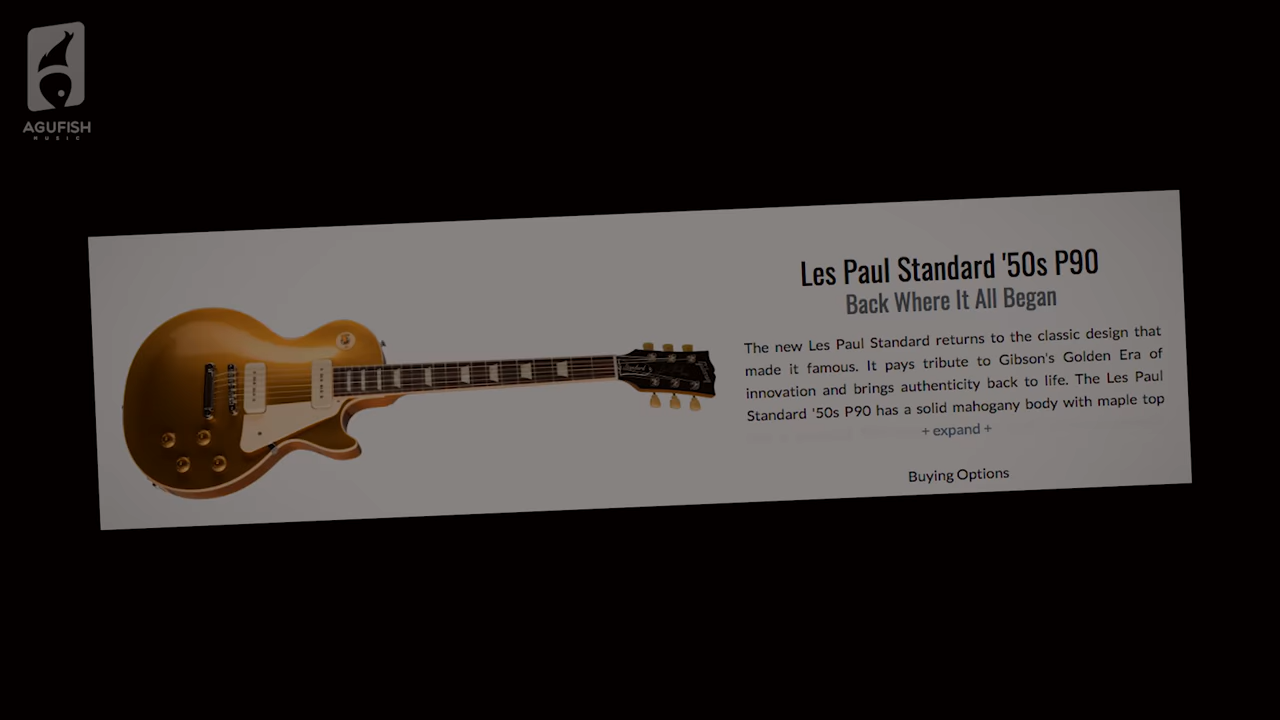 AGUFISH
MUSIC
Les Paul Standard '50s P90
Back Where It All Began
The new Les Paul Standard returns to the classic design that
made it famous. It pays tribute to Gibson's Golden Era of
innovation and brings authenticity back to life. The Les Paul
Standard '50s P90 has a solid mahogany body with maple top
+ expand +
Buying Options